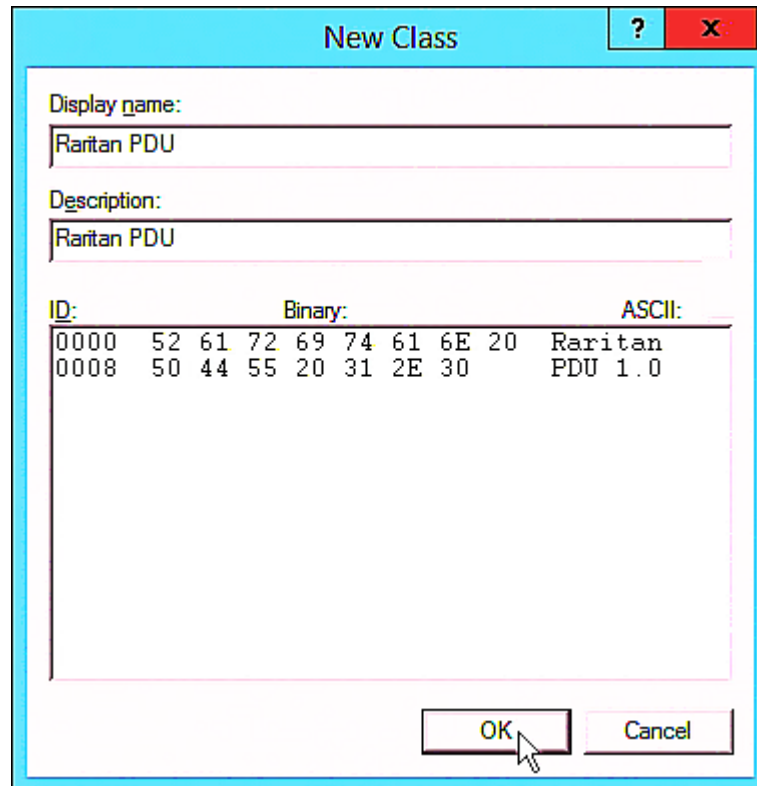 New Class
?
x
Display name:
Raritan PDU
Description:
Raritan PDU
ID: Binary: ASCII:
0000 52 61 72 69 74 61 6E 20 Raritan
0008 50 44 55 20 31 2E 30 PDU 1.0
OK
Cancel